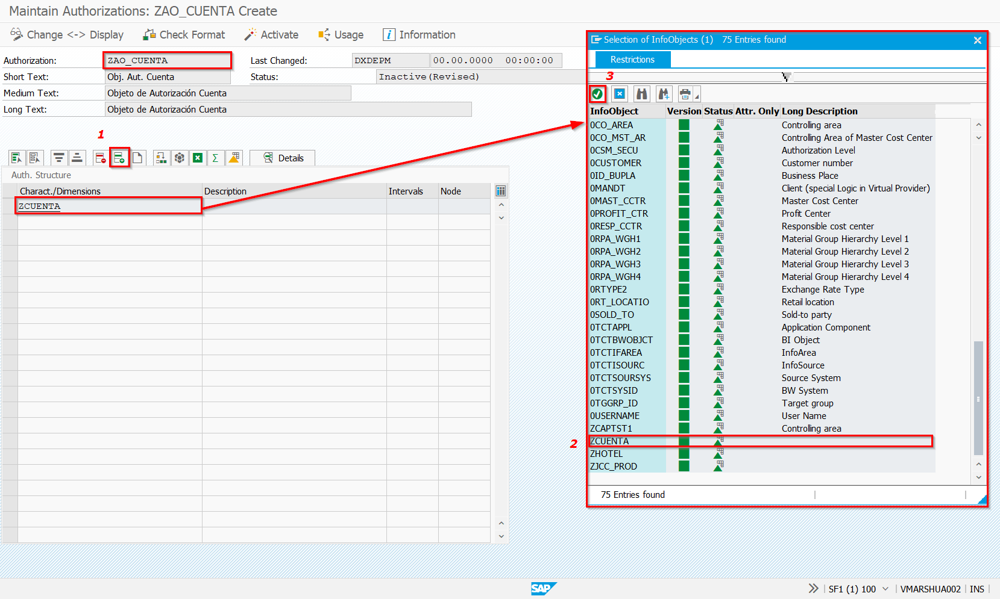 Maintain Authorizations: ZAO_CUENTA Create
Change <-> Display Check Format Activate Usage Information
Authorization: ZAO_CUENTA Last Changed: DXDEPM 00.00.0000 00:00:00
Short Text: Obj. Aut. Cuenta Status: Inactive(Revised)
Medium Text: Objeto de Autorización Cuenta
Long Text: Objeto de Autorización Cuenta
1
Details
Auth. Structure
Charact./Dimensions Description Intervals Node
ZCUENTA
Selection of InfoObjects (1) 75 Entries found
Restrictions
3
InfoObject Version Status Attr. Only Long Description
0CO_AREA Controlling area
0CO_MST_AR Controlling Area of Master Cost Center
0CSM_SECU Authorization Level
0CUSTOMER Customer number
0ID_BUPLA Business Place
0MANDT Client (special Logic in Virtual Provider)
0MAST_CCTR Master Cost Center
0PROFIT_CTR Profit Center
0RESP_CCTR Responsible cost center
0RPA_WGH1 Material Group Hierarchy Level 1
0RPA_WGH2 Material Group Hierarchy Level 2
0RPA_WGH3 Material Group Hierarchy Level 3
0RPA_WGH4 Material Group Hierarchy Level 4
0RTYPE2 Exchange Rate Type
0RT_LOCATIO Retail location
0SOLD_TO Sold-to party
0TCTAPPL Application Component
0TCTBWOBJCT BI Object
0TCTIFAREA InfoArea
0TCTISOURC InfoSource
0TCTSOURSYS Source System
0TCTSYSID BW System
0TGGRP_ID Target group
0USERNAME User Name
ZCAPTST1 Controlling area
2 ZCUENTA
ZHOTEL
ZJCC_PROD
75 Entries found
SAP SF1 (1) 100 VMARSHUA002 INS